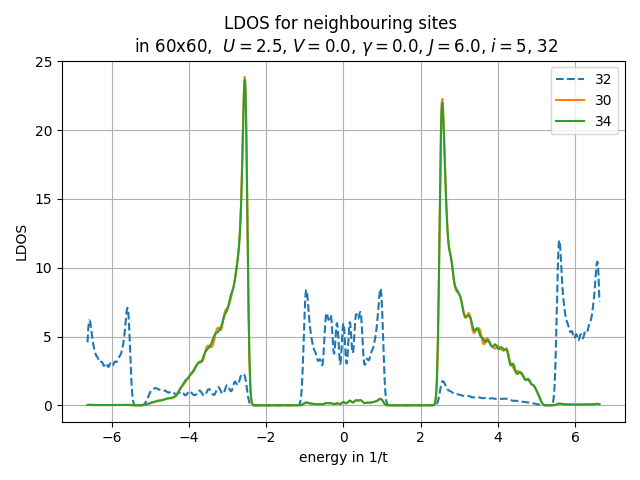 LDOS for neighbouring sites
in 60x60,  U = 2.5, V = 0.0, γ = 0.0, J = 6.0, i = 5, 32
25
20
15
10
5
0
LDOS
32
30
34
−6 −4 −2 0 2 4 6
energy in 1/t